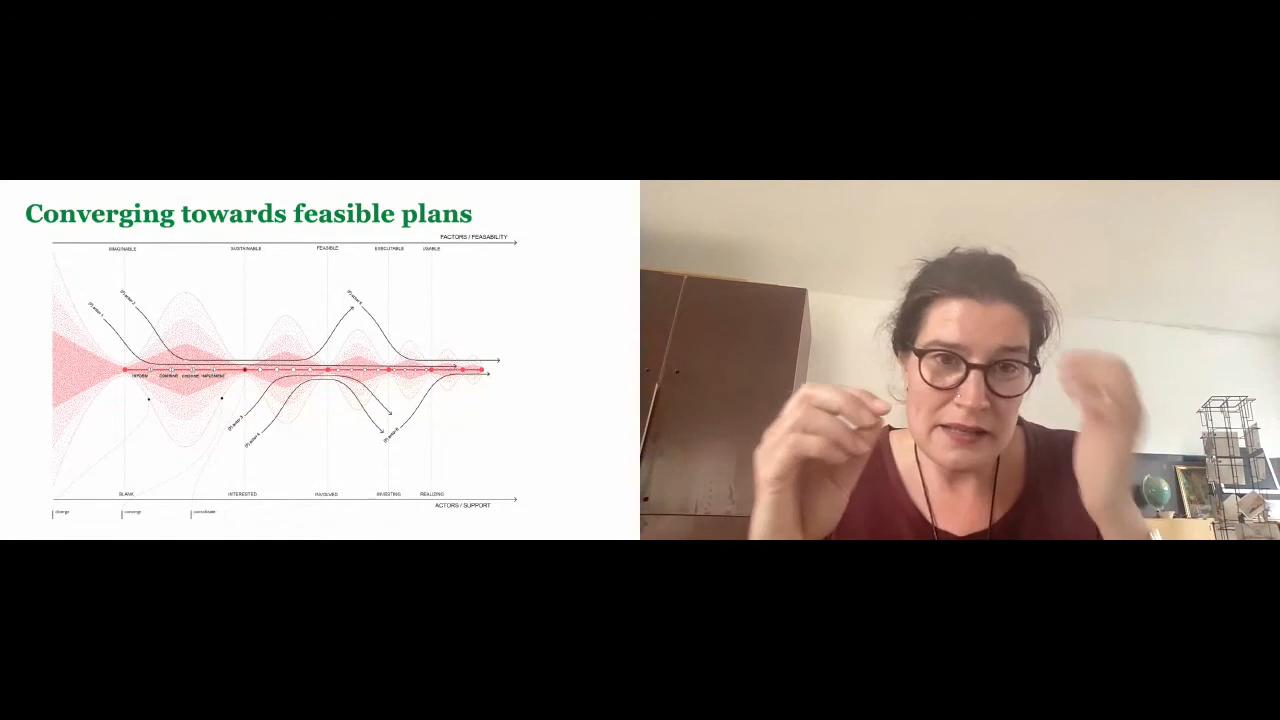 Converging towards feasible plans
FACTORS / FEASABILITY
IMAGINABLE SUSTAINABLE FEASIBLE EXECUTABLE USABLE
BLANK INTERESTED INVOLVED INVESTING REALIZING
ACTORS / SUPPORT
diverge converge consolidate